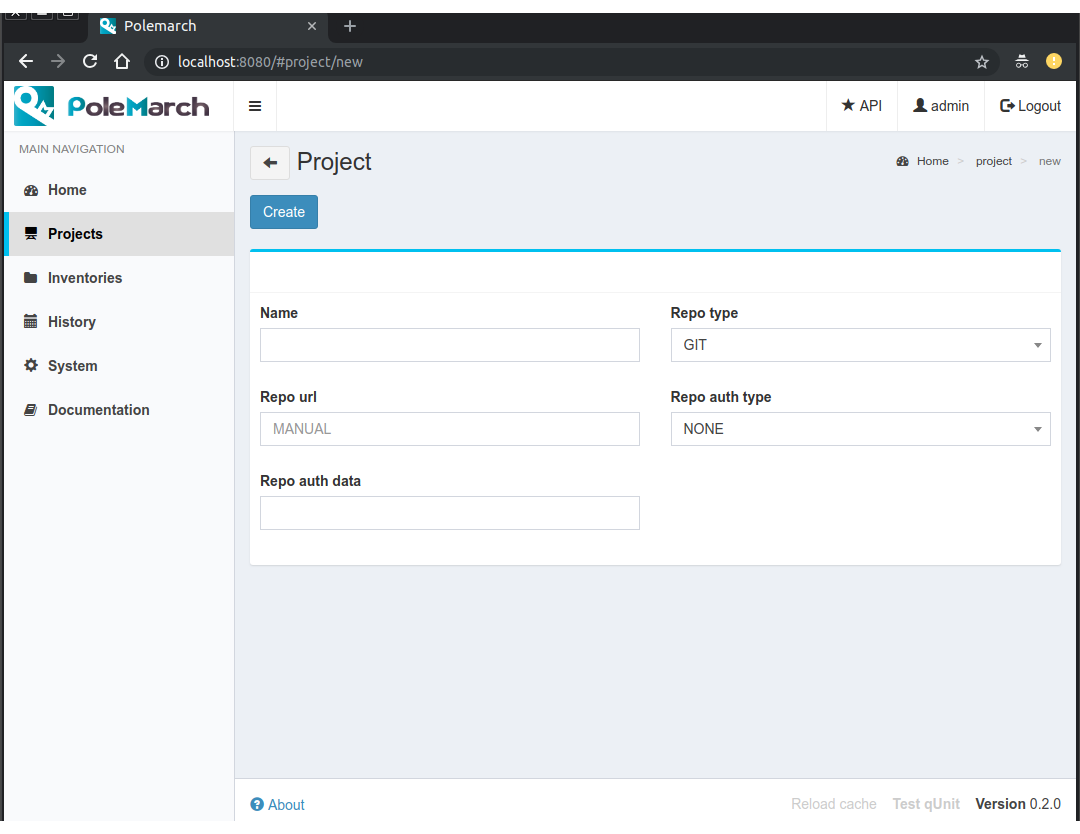 Polemarch
localhost:8080/#project/new
PoleMarch
API
admin
Logout
MAIN NAVIGATION
Home
Projects
Inventories
History
System
Documentation
Project
Home > project > new
Create
Name
Repo type
GIT
Repo url
Repo auth type
MANUAL
NONE
Repo auth data
About
Reload cache Test qUnit Version 0.2.0